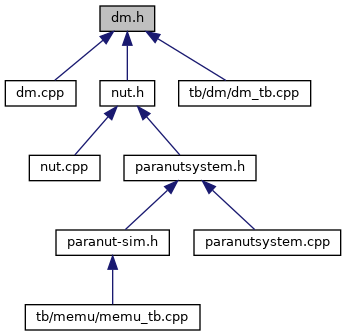 dm.h
dm.cpp
nut.h
tb/dm/dm_tb.cpp
nut.cpp
paranutsystem.h
paranut-sim.h
paranutsystem.cpp
tb/memu/memu_tb.cpp